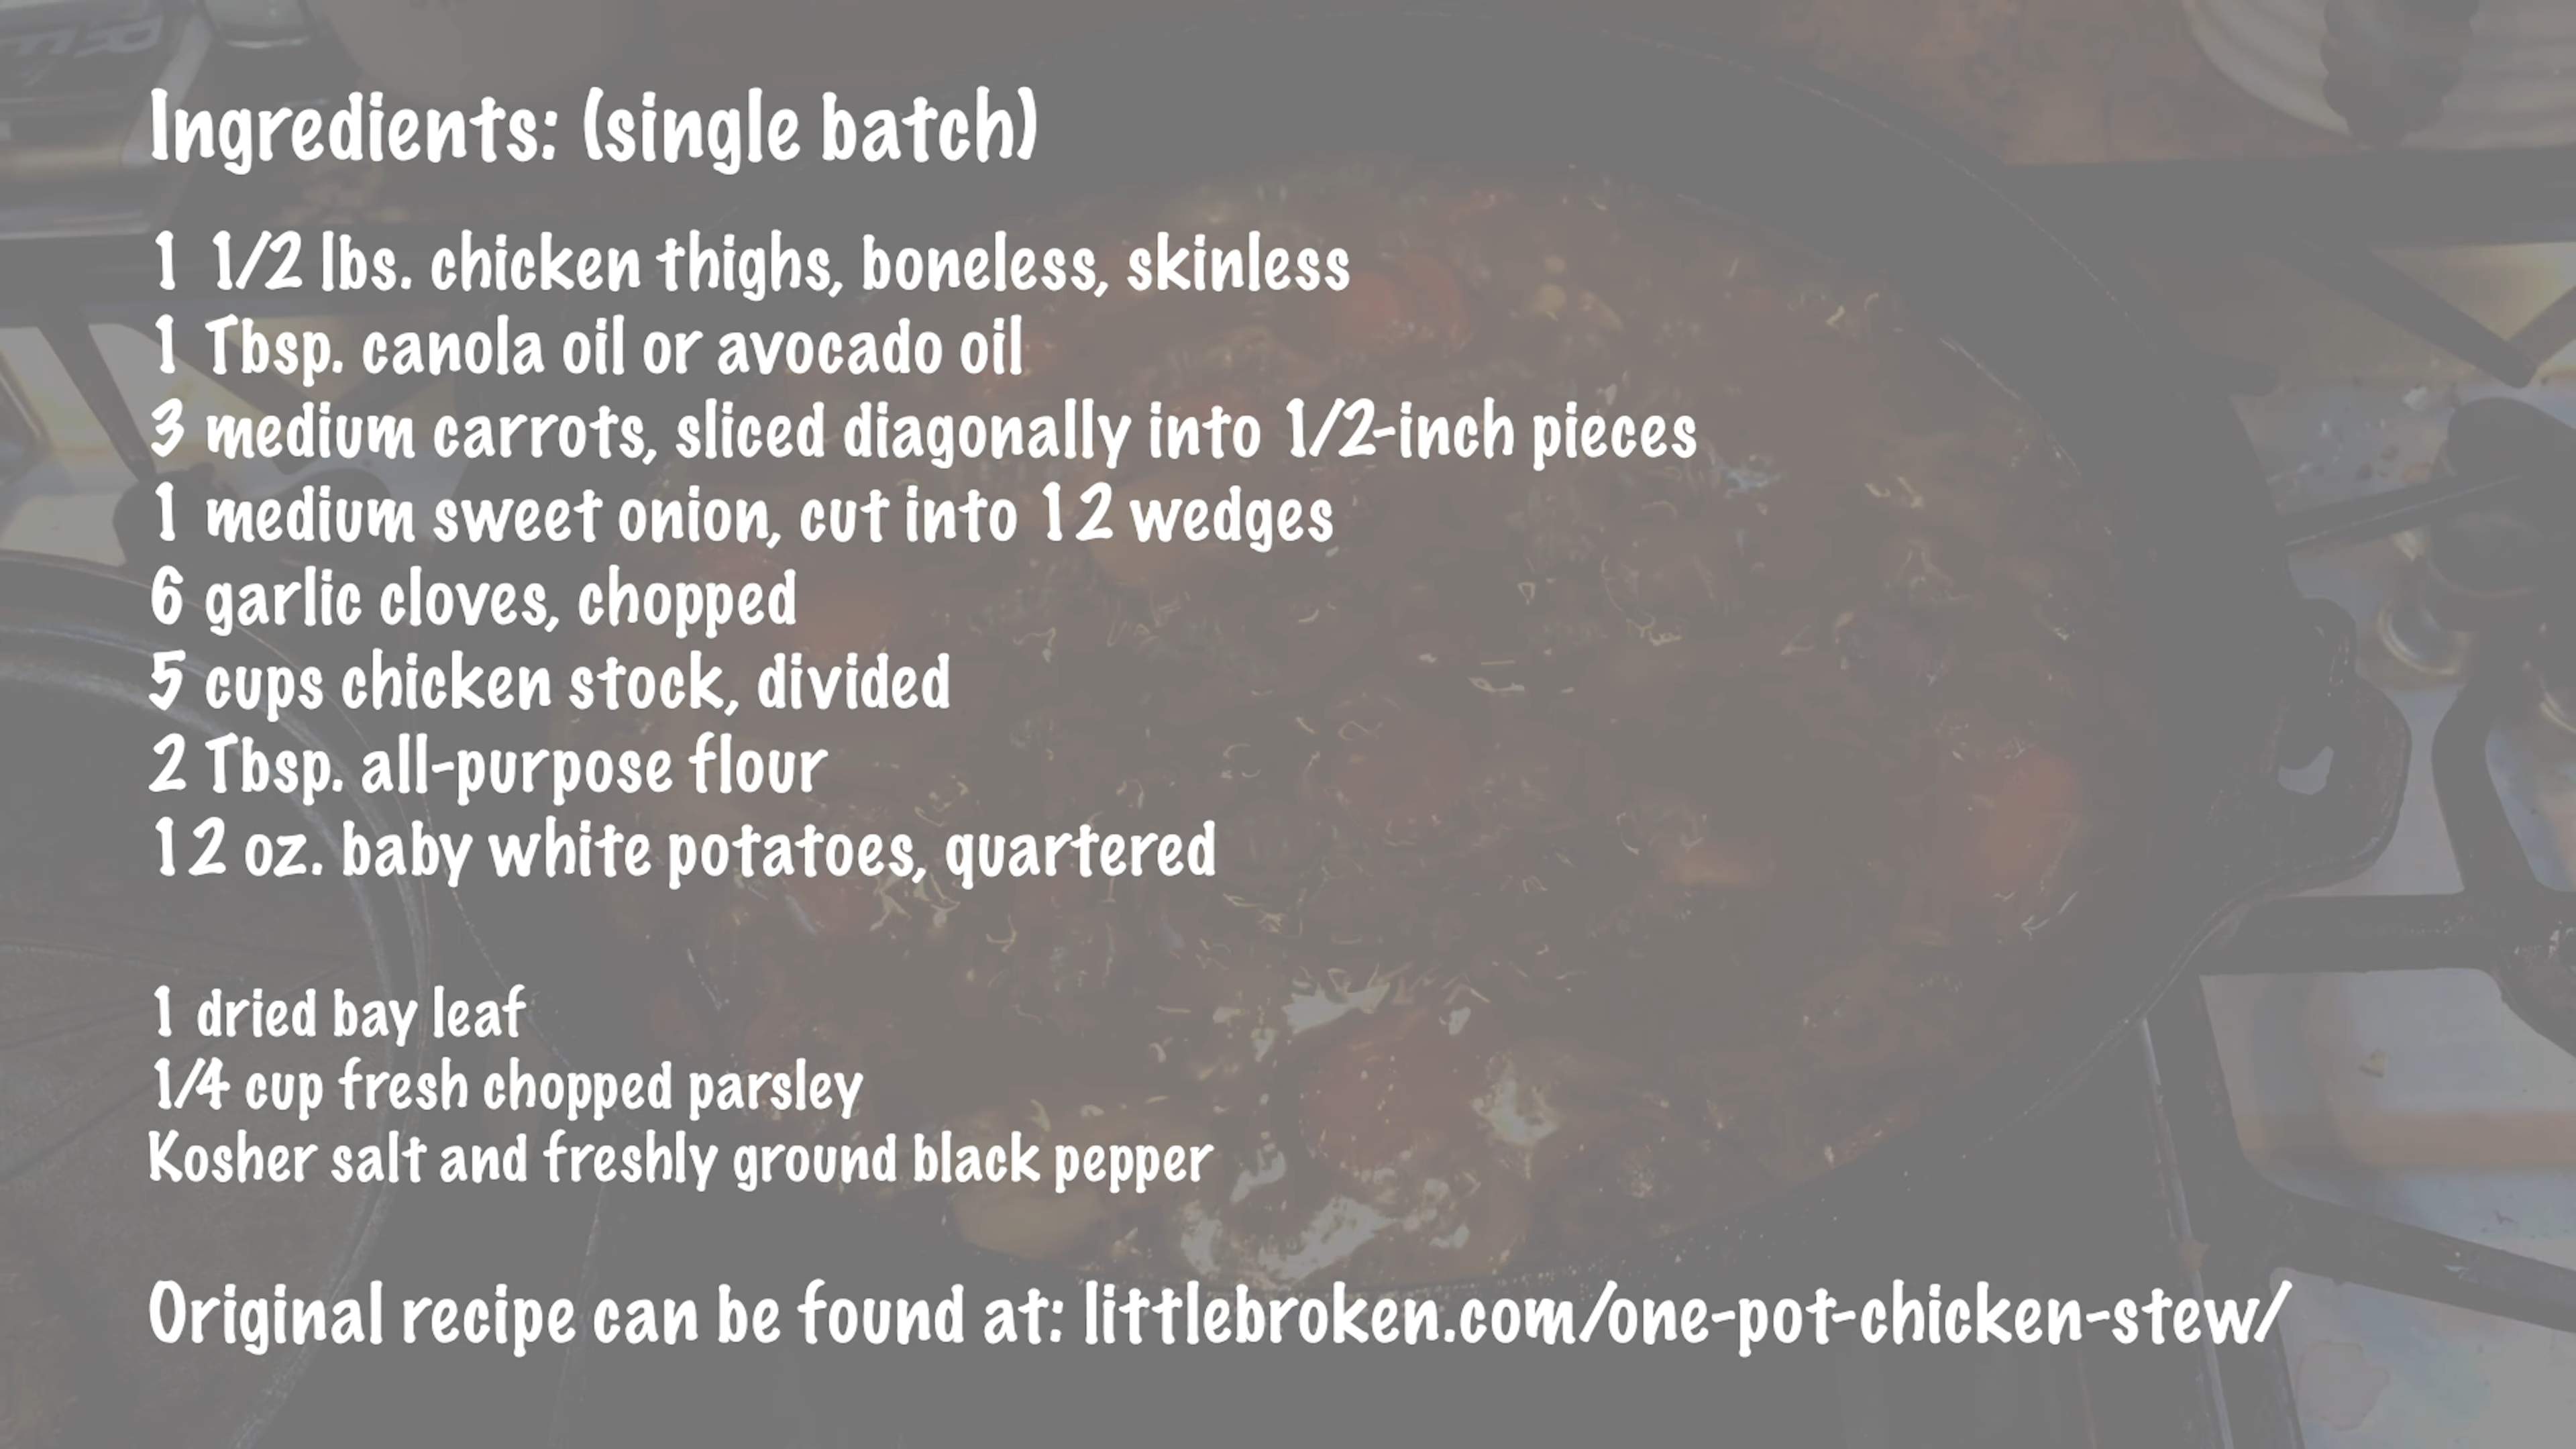 Ingredients: (single batch)
1 1/2 lbs. chicken thighs, boneless, skinless
1 Tbsp. canola oil or avocado oil
3 medium carrots, sliced diagonally into 1/2-inch pieces
1 medium sweet onion, cut into 12 wedges
6 garlic cloves, chopped
5 cups chicken stock, divided
2 Tbsp. all-purpose flour
12 oz. baby white potatoes, quartered
1 dried bay leaf
1/4 cup fresh chopped parsley
Kosher salt and freshly ground black pepper
Original recipe can be found at: littlebroken.com/one-pot-chicken-stew/